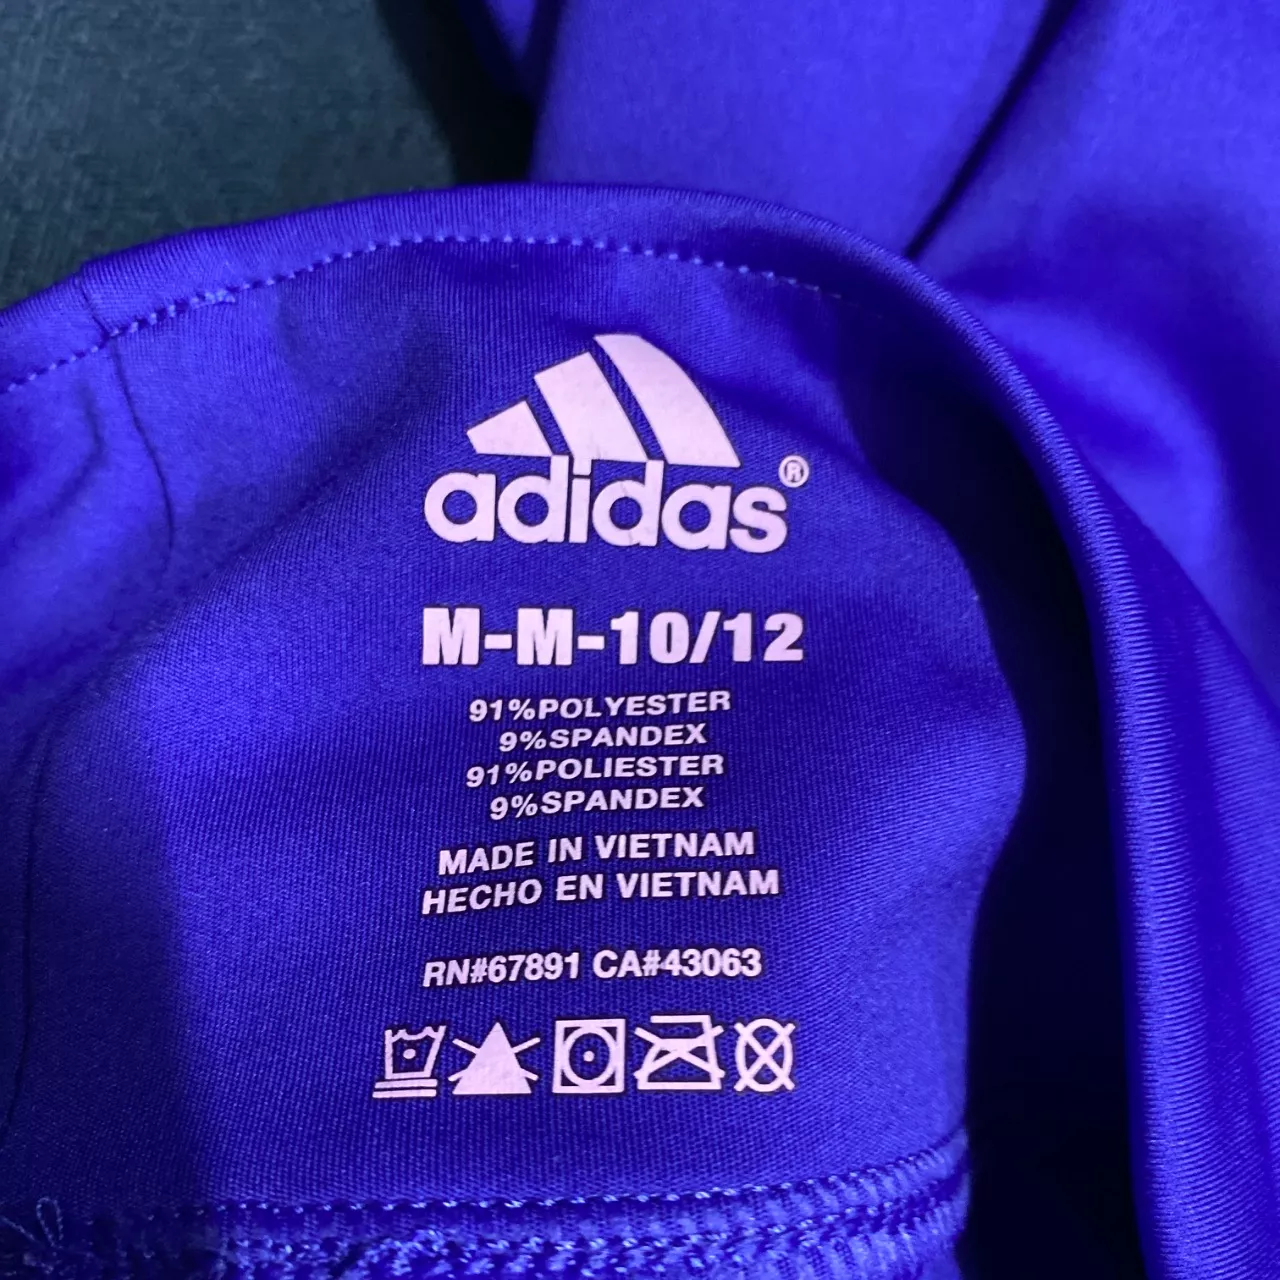 adidas®
M-M-10/12
91%POLYESTER
9%SPANDEX
91%POLIESTER
9%SPANDEX
MADE IN VIETNAM
HECHO EN VIETNAM
RN#67891 CA#43063